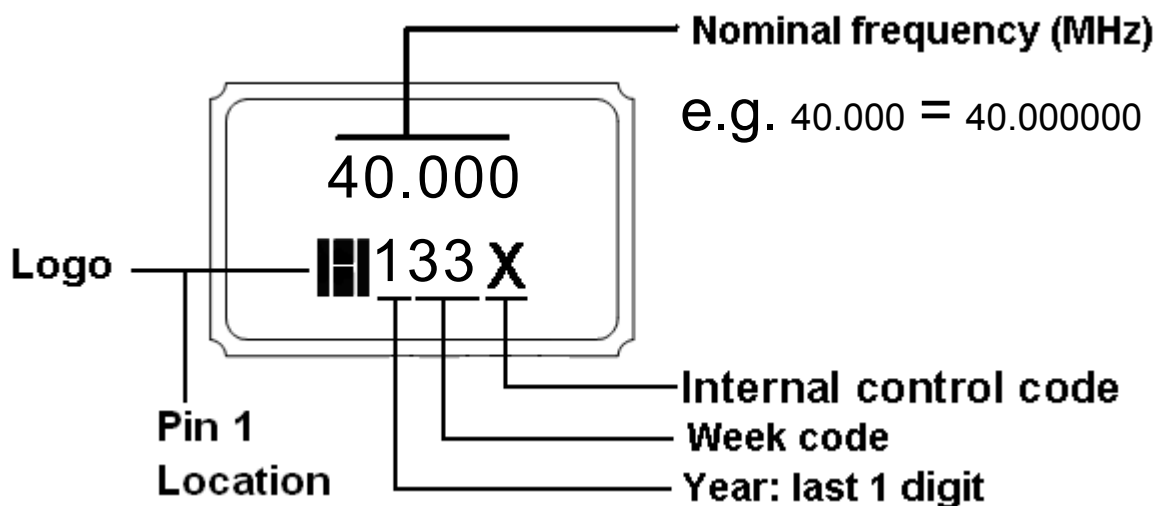 Nominal frequency (MHz)
e.g. 40.000 = 40.000000
40.000
Logo
133 X
Internal control code
Pin 1
Location
Week code
Year: last 1 digit